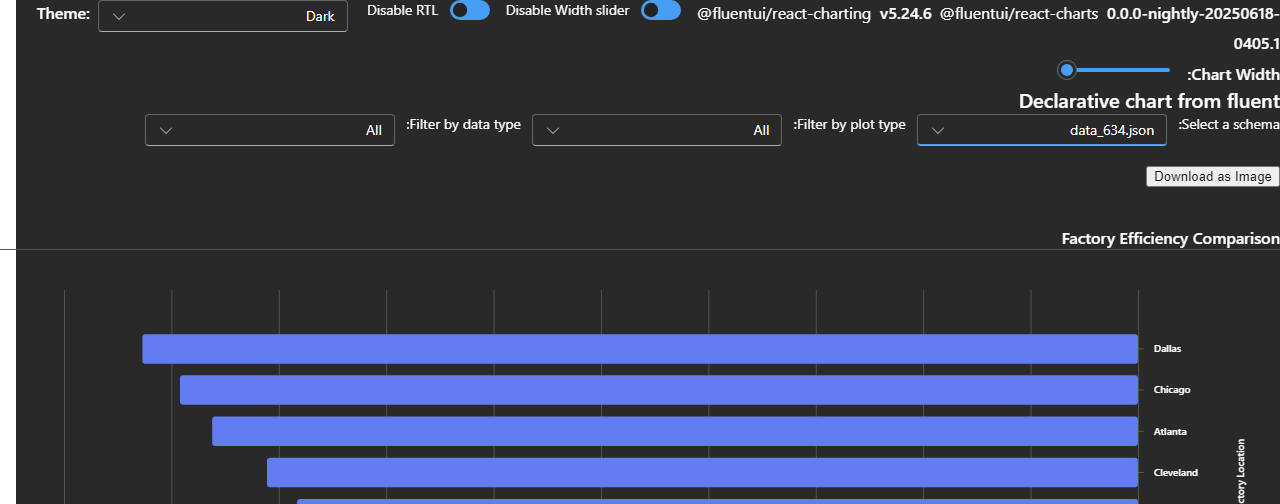 Theme: Dark Disable RTL Disable Width slider @fluentui/react-charting v5.24.6 @fluentui/react-charts 0.0.0-nightly-20250618-
0405.1
:Chart Width
Declarative chart from fluent
:Select a schema data_634.json :Filter by plot type All :Filter by data type All
Download as Image
Factory Efficiency Comparison
Dallas
Chicago
Atlanta
Cleveland
ctory Location